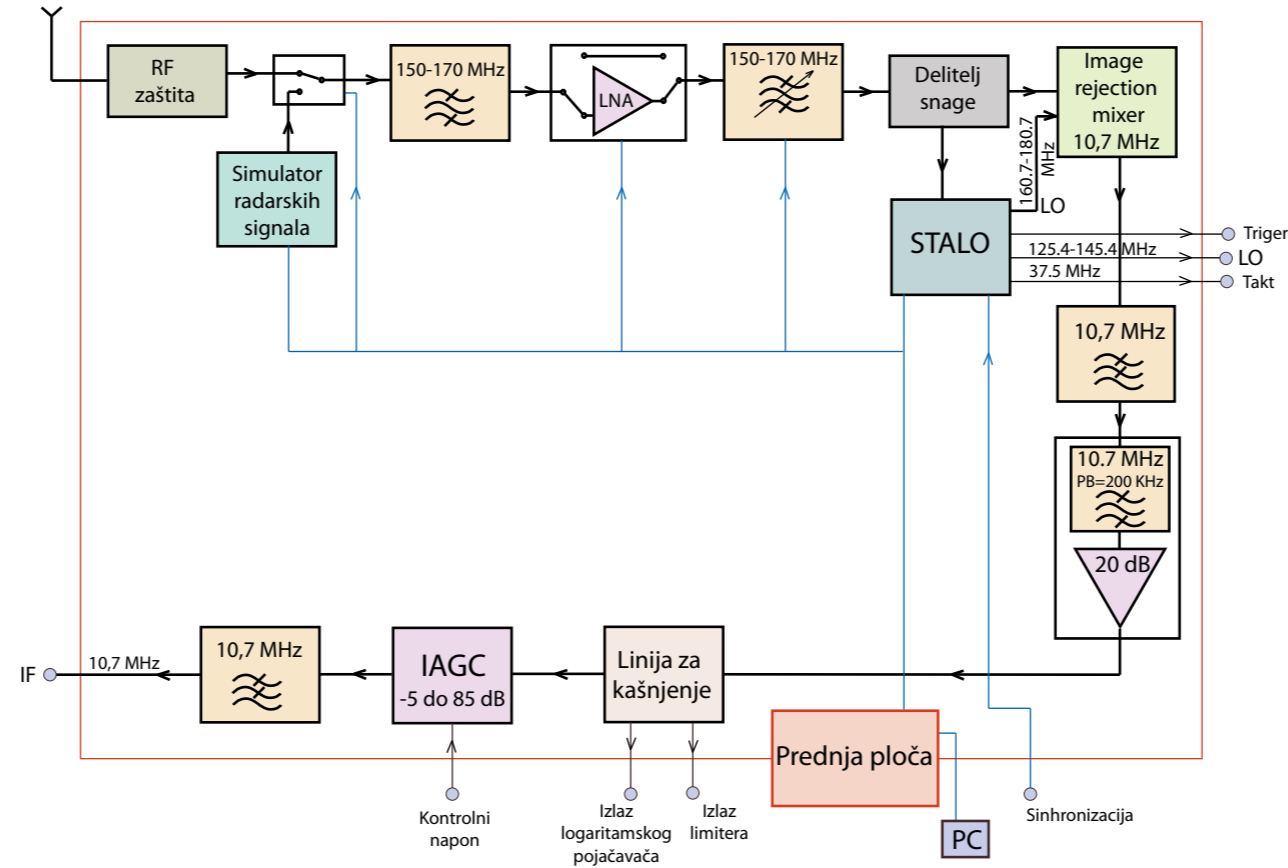 RF
zaštita
Simulator
radarskih
signala
150-170 MHz
LNA
150-170 MHz
Delitelj
snage
Image
rejection
mixer
10,7 MHz
160.7-180.7
MHz
LO
STALO
Triger
125.4-145.4 MHz
LO
37.5 MHz
Takt
10,7 MHz
10.7 MHz
PB=200 KHz
20 dB
Linija za
kašnjenje
IAGC
-5 do 85 dB
10,7 MHz
10,7 MHz
IF
Kontrolni
napon
Izlaz
logaritamskog
pojačavača
Izlaz
limitera
Prednja ploča
PC
Sinhronizacija